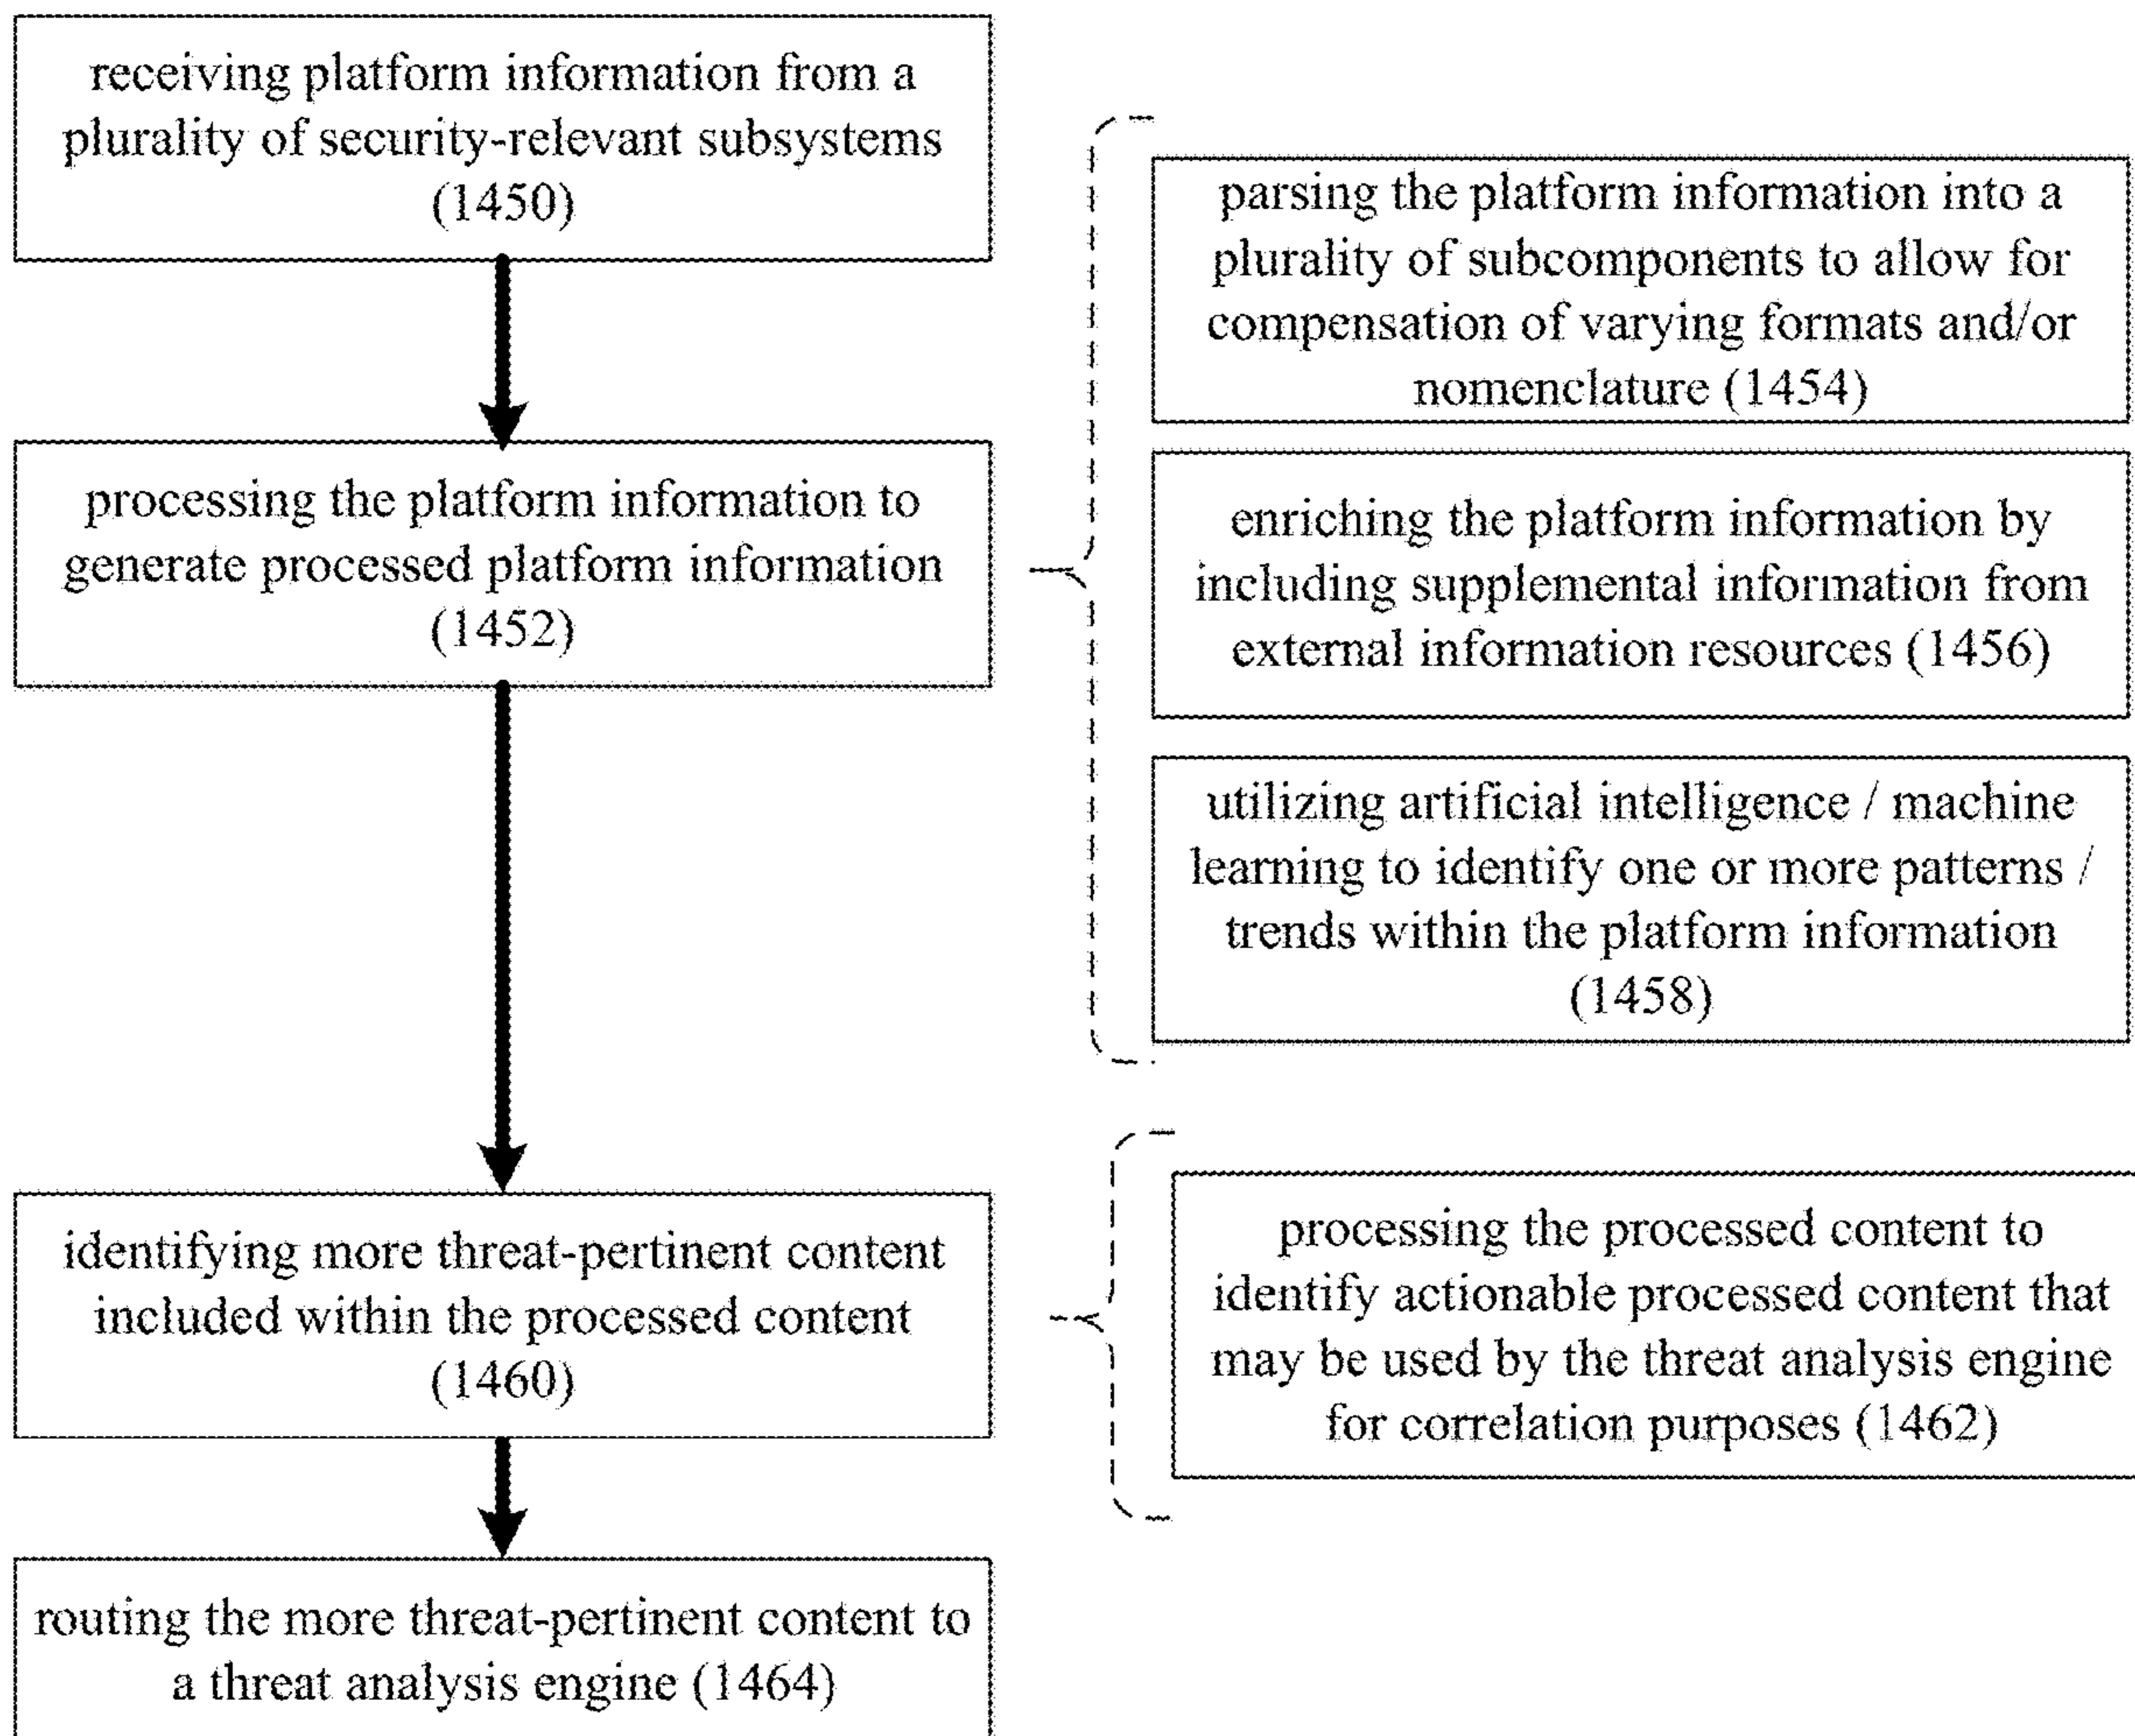 receiving platform information from a
plurality of security-relevant subsystems
(1450)
processing the platform information to
generate processed platform information
(1452)
parsing the platform information into a
plurality of subcomponents to allow for
compensation of varying formats and/or
nomenclature (1454)
enriching the platform information by
including supplemental information from
external information resources (1456)
utilizing artificial intelligence / machine
learning to identify one or more patterns /
trends within the platform information
(1458)
identifying more threat-pertinent content
included within the processed content
(1460)
processing the processed content to
identify actionable processed content that
may be used by the threat analysis engine
for correlation purposes (1462)
routing the more threat-pertinent content to
a threat analysis engine (1464)